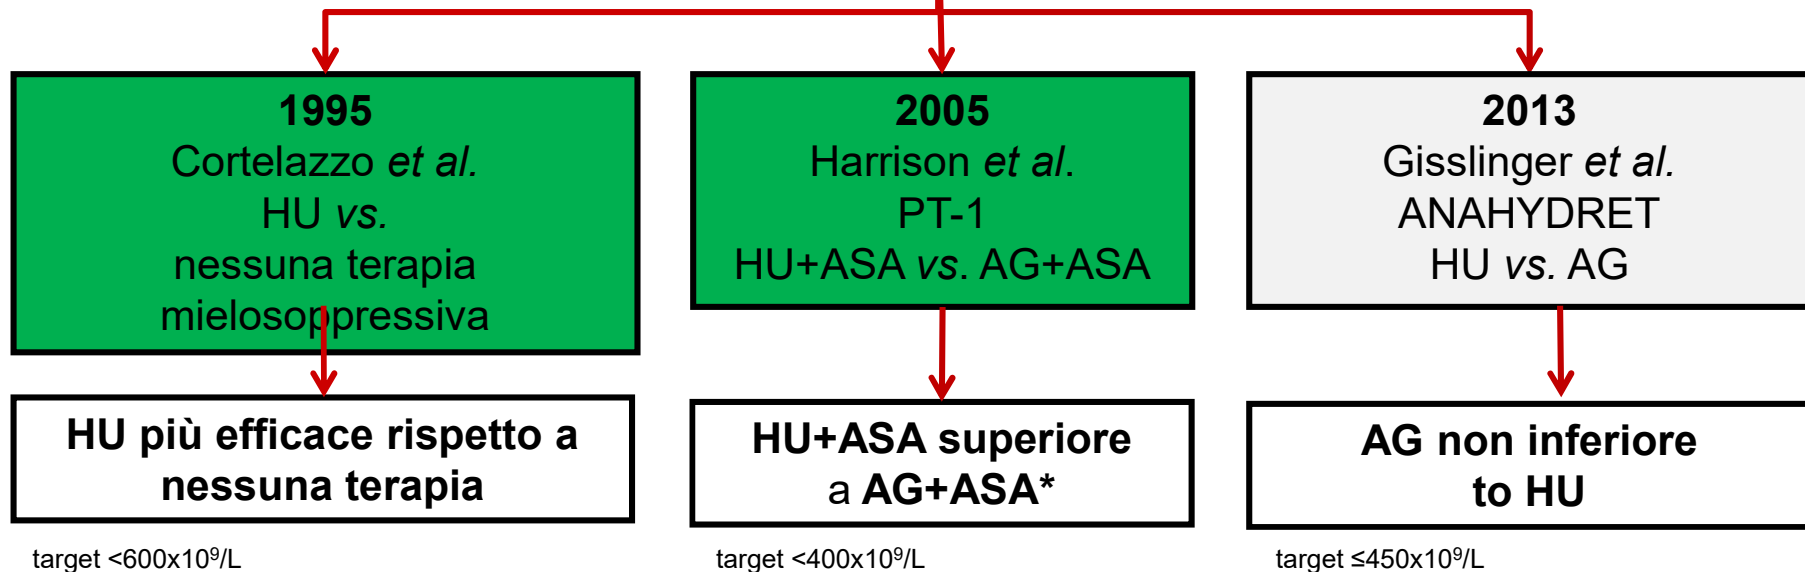 1995
Cortelazzo et al.
HU vs.
nessuna terapia
mielosoppressiva
HU più efficace rispetto a
nessuna terapia
target <600x10⁹/L
2005
Harrison et al.
PT-1
HU+ASA vs. AG+ASA
HU+ASA superiore
a AG+ASA*
target <400x10⁹/L
2013
Gisslinger et al.
ANAHYDRET
HU vs. AG
AG non inferiore
to HU
target ≤450x10⁹/L